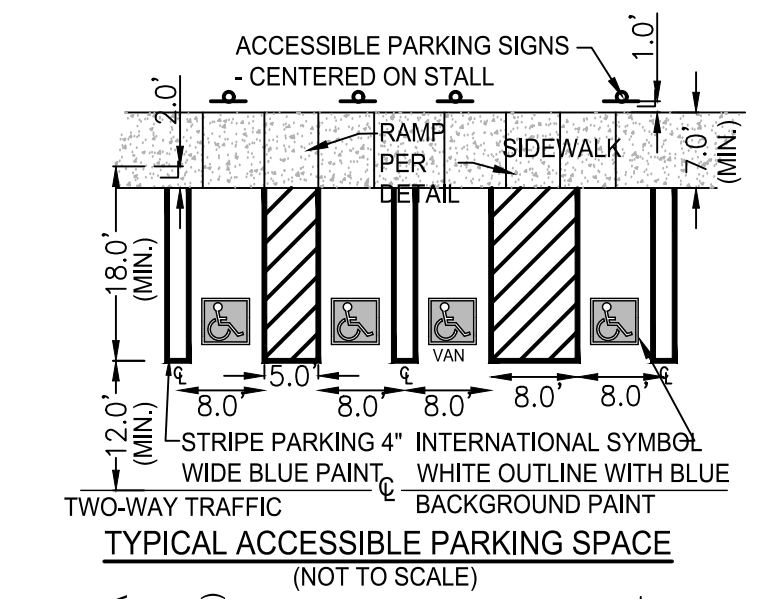 ACCESSIBLE PARKING SIGNS
- CENTERED ON STALL
1.0'
2.0'
RAMP
PER
DETAIL
SIDEWALK
7.0'
(MIN.)
18.0'
(MIN.)
VAN
℄
℄
℄
5.0'
8.0'
8.0'
8.0'
8.0'
8.0'
12.0'
(MIN.)
STRIPE PARKING 4"
WIDE BLUE PAINT
INTERNATIONAL SYMBOL
WHITE OUTLINE WITH BLUE
BACKGROUND PAINT
℄
TWO-WAY TRAFFIC
TYPICAL ACCESSIBLE PARKING SPACE
(NOT TO SCALE)